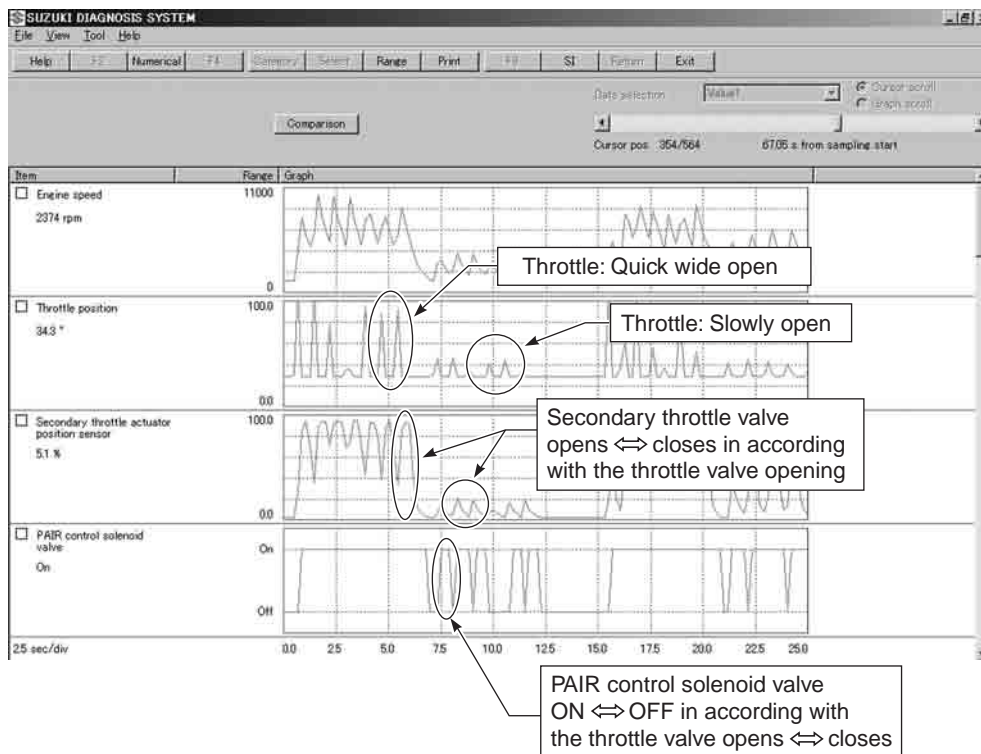 SUZUKI DIAGNOSIS SYSTEM
File View Tool Help
Help F2 Numerical F4 Category Select Range Print F9 SI Return Exit
Data selection Value1 Cursor scroll
Graph scroll
Comparison
Cursor pos. 354/564 67.05 s from sampling start
Item Range Graph
Engine speed 11000
2374 rpm
0
Throttle: Quick wide open
Throttle position 100.0
34.3 °
0.0
Throttle: Slowly open
Secondary throttle actuator 100.0
position sensor
5.1 %
0.0
Secondary throttle valve
opens ⇔ closes in according
with the throttle valve opening
PAIR control solenoid
valve
On
On
Off
25 sec/div 0.0 2.5 5.0 7.5 10.0 12.5 15.0 17.5 20.0 22.5 25.0
PAIR control solenoid valve
ON ⇔ OFF in according with
the throttle valve opens ⇔ closes